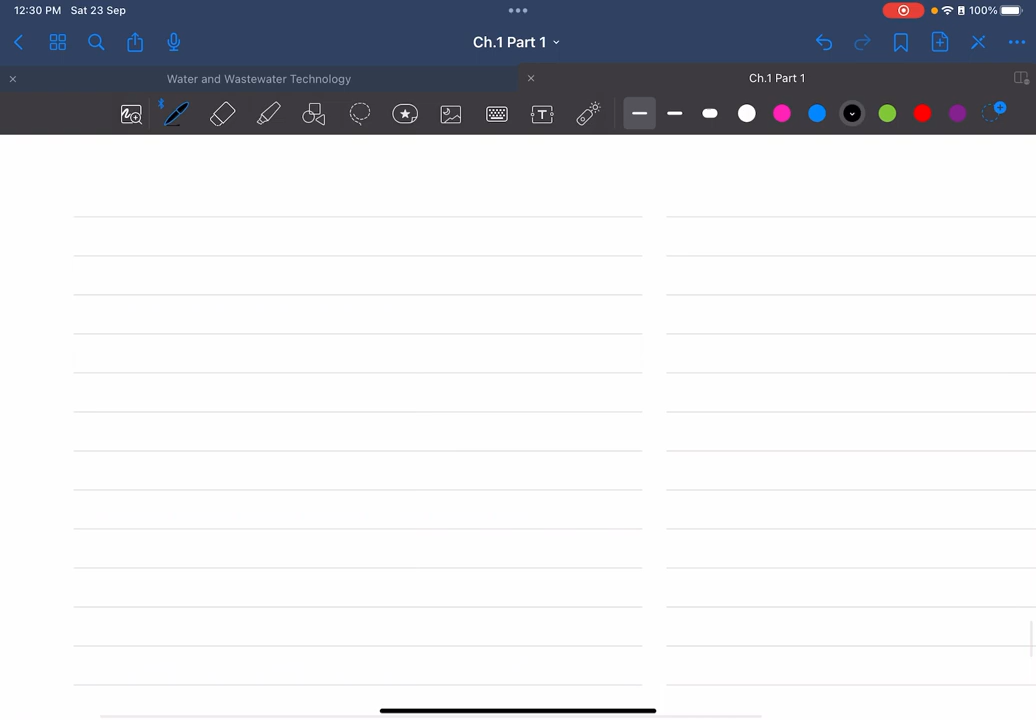 12:30 PM Sat 23 Sep
100%
Ch.1 Part 1
Water and Wastewater Technology
Ch.1 Part 1
T